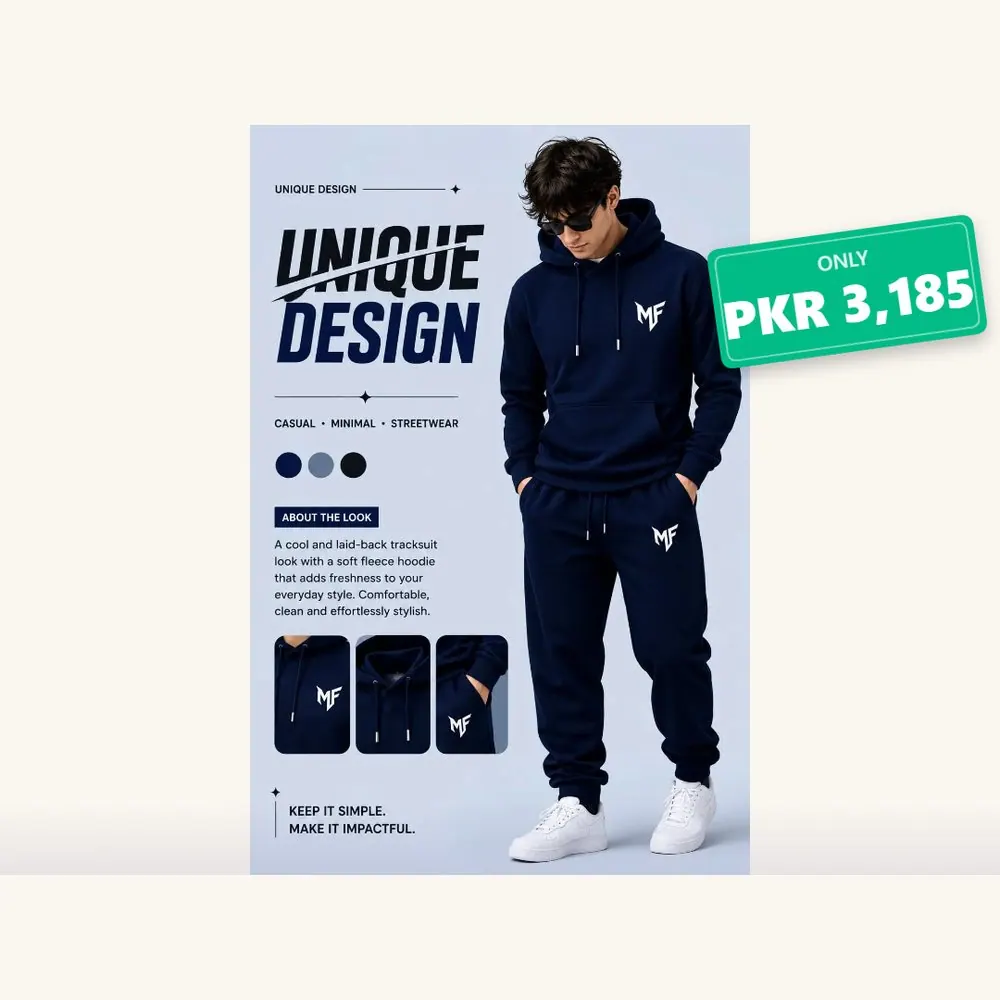 UNIQUE DESIGN
UNIQUE
DESIGN
CASUAL • MINIMAL • STREETWEAR
ABOUT THE LOOK
A cool and laid-back tracksuit
look with a soft fleece hoodie
that adds freshness to your
everyday style. Comfortable,
clean and effortlessly stylish.
MF
MF
KEEP IT SIMPLE.
MAKE IT IMPACTFUL.
MF
MF
ONLY
PKR 3,185